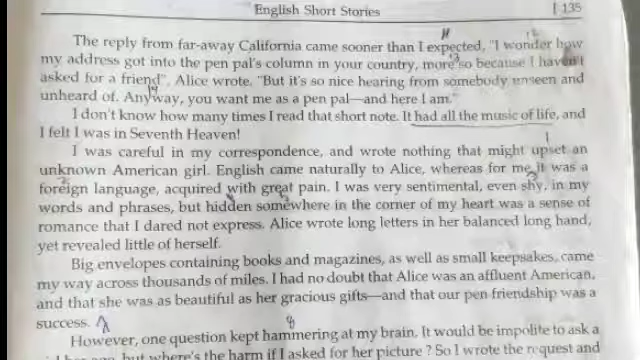 English Short Stories
135
The reply from far-away California came sooner than I expected, "I wonder how
my address got into the pen pal's column in your country, more so because I haven't
asked for a friend". Alice wrote. "But it's so nice hearing from somebody unseen and
unheard of. Anyway, you want me as a pen pal—and here I am."
I don't know how many times I read that short note. It had all the music of life, and
I felt I was in Seventh Heaven!
I was careful in my correspondence, and wrote nothing that might upset an
unknown American girl. English came naturally to Alice, whereas for me it was a
foreign language, acquired with great pain. I was very sentimental, even shy, in my
words and phrases, but hidden somewhere in the corner of my heart was a sense of
romance that I dared not express. Alice wrote long letters in her balanced long hand,
yet revealed little of herself.
Big envelopes containing books and magazines, as well as small keepsakes, came
my way across thousands of miles. I had no doubt that Alice was an affluent American,
and that she was as beautiful as her gracious gifts—and that our pen friendship was a
success.
However, one question kept hammering at my brain. It would be impolite to ask a
her age, but where's the harm if I asked for her picture ? So I wrote the request and